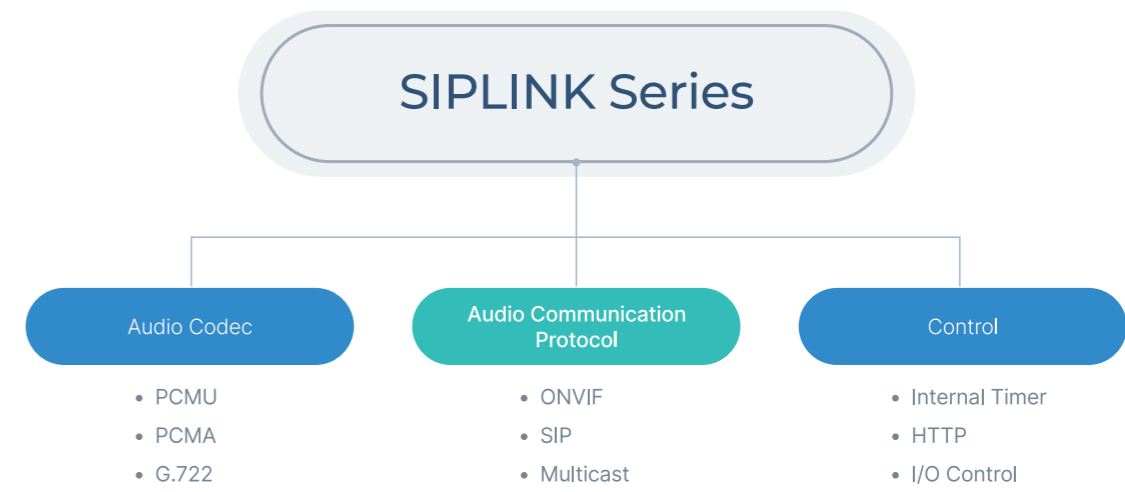 SIPLINK Series
Audio Codec
• PCMU
• PCMA
• G.722
Audio Communication
Protocol
• ONVIF
• SIP
• Multicast
Control
• Internal Timer
• HTTP
• I/O Control